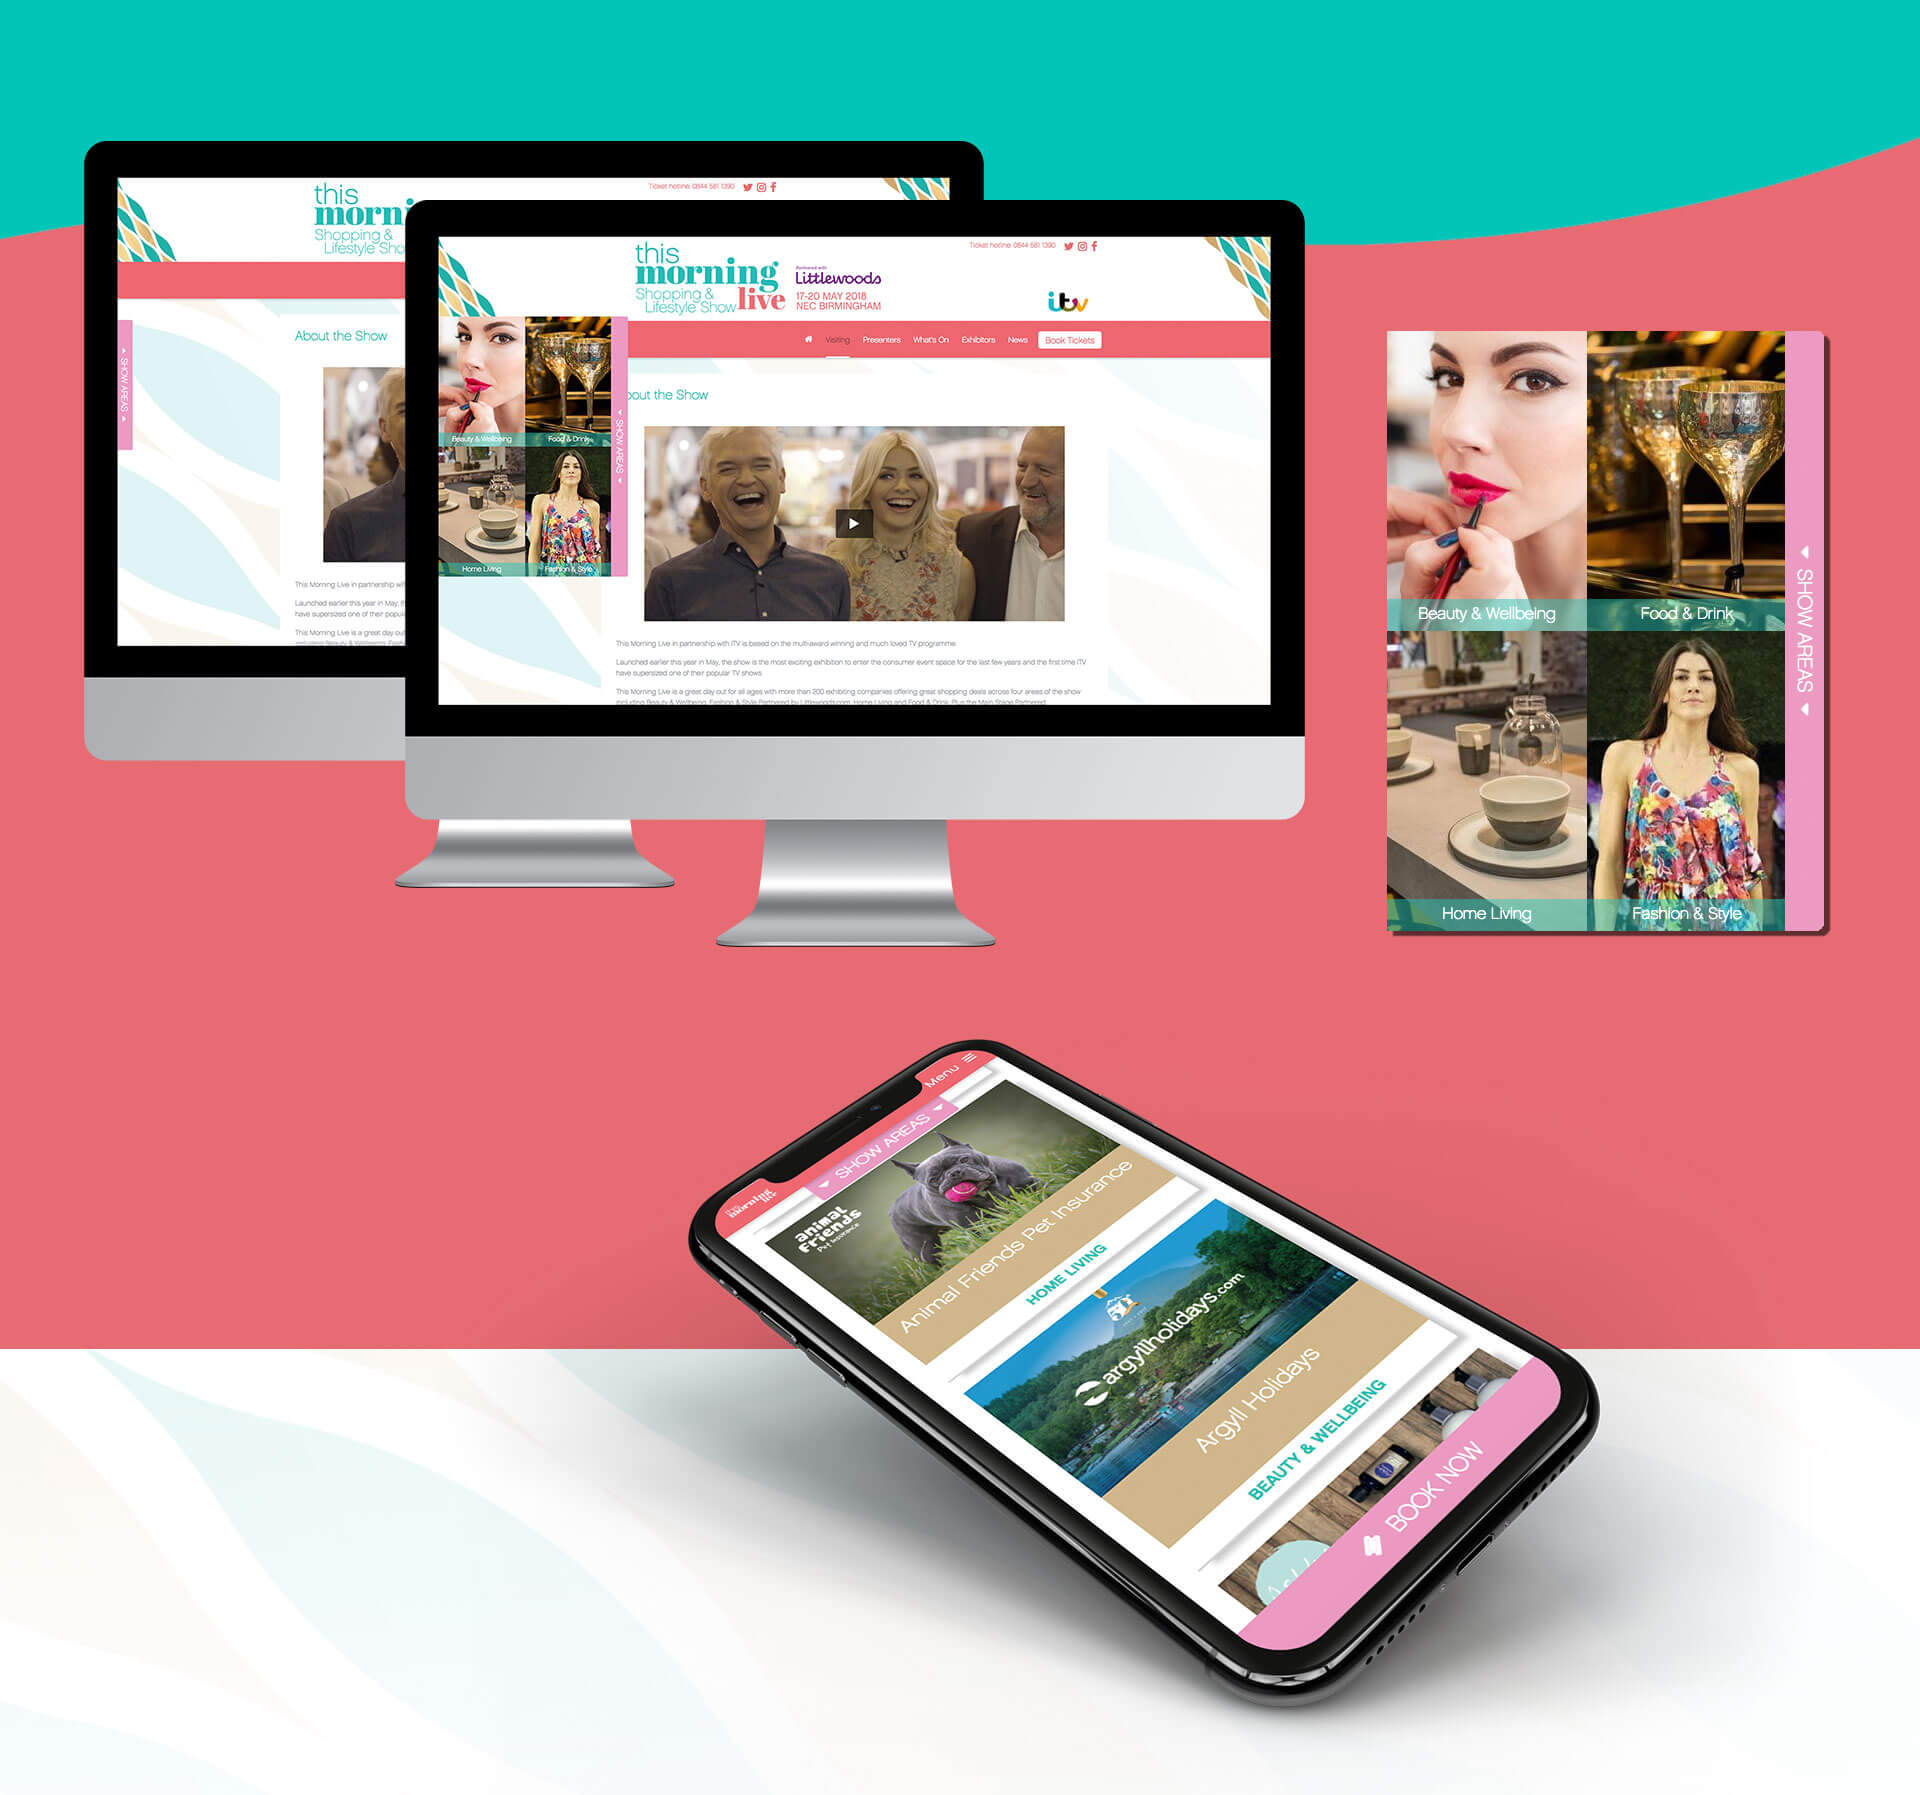 this
morni
Shopping &
Lifestyle Sho
Ticket hotline: 0844 581 1390
SHOW AREAS
About the Show
This Morning Live in partnership wit
Launched earlier this year in May, t
have supersized one of their popula
This Morning Live is a great day out
this
morning
live
Shopping &
Lifestyle Show
Partnered with
Littlewoods
17-20 MAY 2018
NEC BIRMINGHAM
Ticket hotline: 0844 581 1390
itv
Visiting
Presenters
What's On
Exhibitors
News
Book Tickets
Beauty & Wellbeing
Food & Drink
Home Living
Fashion & Style
SHOW AREAS
out the Show
This Morning Live in partnership with ITV is based on the multi-award winning and much loved TV programme.
Launched earlier this year in May, the show is the most exciting exhibition to enter the consumer event space for the last few years and the first time ITV
have supersized one of their popular TV shows.
This Morning Live is a great day out for all ages with more than 200 exhibiting companies offering great shopping deals across four areas of the show
including Beauty & Wellbeing, Fashion & Style Partnered by Littlewoods.com, Home Living and Food & Drink. Plus the Main Stage Partnered
Beauty & Wellbeing
Food & Drink
Home Living
Fashion & Style
SHOW AREAS
this
morning
live
Menu
SHOW AREAS
animal
friends
Pet Insurance
Animal Friends Pet Insurance
HOME LIVING
argyllholidays.com
Argyll Holidays
BEAUTY & WELLBEING
BOOK NOW